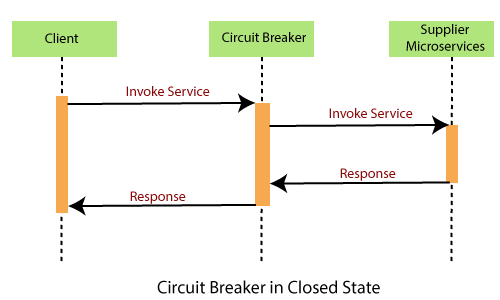 Client
Circuit Breaker
Supplier
Microservices
Invoke Service
Invoke Service
Response
Response
Circuit Breaker in Closed State